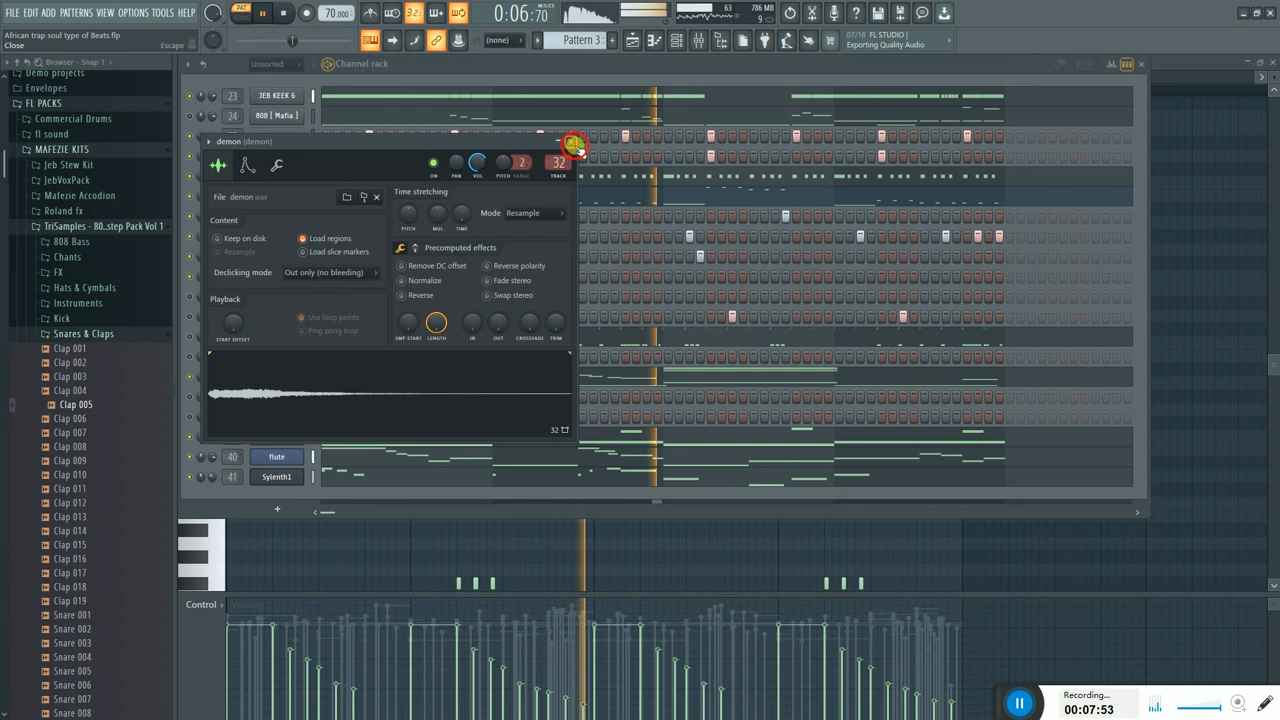 FILE EDIT ADD PATTERNS VIEW OPTIONS TOOLS HELP
African trap soul type of Beats.flp
Close
Escape
PAT
SONG
70.000
3.2.
0:06:70
M:S:CS
63
786 MB
9
(none)
Pattern 3
07/18 FL STUDIO |
Exporting Quality Audio
Browser - Snap 1
Unsorted
Channel rack
Demo projects
Envelopes
FL PACKS
Commercial Drums
fl sound
MAFEZIE KITS
Jeb Stew Kit
JebVoxPack
Mafezie Accodion
Roland fx
TriSamples - 80..step Pack Vol 1
808 Bass
Chants
FX
Hats & Cymbals
Instruments
Kick
Snares & Claps
Clap 001
Clap 002
Clap 003
Clap 004
Clap 005
Clap 006
Clap 007
Clap 008
Clap 009
Clap 010
Clap 011
Clap 012
Clap 013
Clap 014
Clap 015
Clap 016
Clap 017
Clap 018
Clap 019
Snare 001
Snare 002
Snare 003
Snare 004
Snare 005
Snare 006
Snare 007
Snare 008
23 JEB KEEK 6
24 808 [ Mafia ]
demon (demon)
ON PAN VOL PITCH 2 RANGE 32 TRACK
File demon.wav
Content
Keep on disk
Load regions
Resample
Load slice markers
Declicking mode Out only (no bleeding)
Playback
Use loop points
Ping pong loop
START OFFSET
Time stretching
PITCH MUL TIME
Mode Resample
Precomputed effects
Remove DC offset
Reverse polarity
Normalize
Fade stereo
Reverse
Swap stereo
SMP START LENGTH IN OUT CROSSFADE TRIM
32
40 flute
41 Sylenth1
Control
Velocity
Recording...
00:07:53